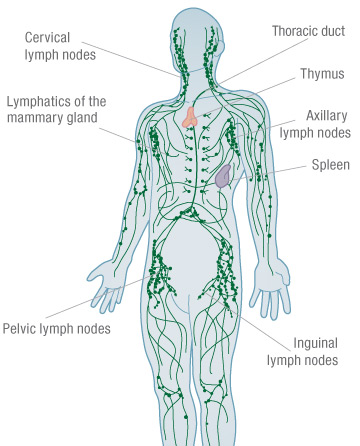 Cervical
lymph nodes
Thoracic duct
Thymus
Lymphatics of the
mammary gland
Axillary
lymph nodes
Spleen
Pelvic lymph nodes
Inguinal
lymph nodes